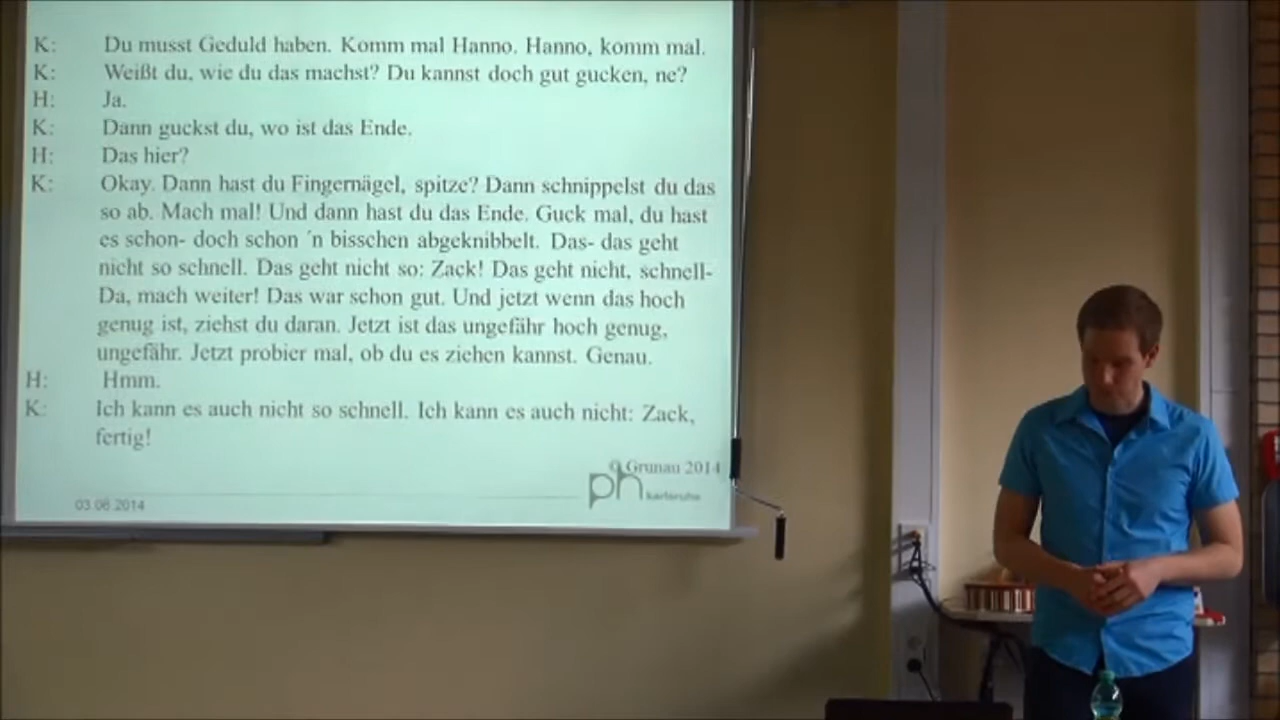 K: Du musst Geduld haben. Komm mal Hanno. Hanno, komm mal.
K: Weißt du, wie du das machst? Du kannst doch gut gucken, ne?
H: Ja.
K: Dann guckst du, wo ist das Ende.
H: Das hier?
K: Okay. Dann hast du Fingernägel, spitze? Dann schnippelst du das
so ab. Mach mal! Und dann hast du das Ende. Guck mal, du hast
es schon- doch schon ´n bisschen abgeknibbelt. Das- das geht
nicht so schnell. Das geht nicht so: Zack! Das geht nicht, schnell-
Da, mach weiter! Das war schon gut. Und jetzt wenn das hoch
genug ist, ziehst du daran. Jetzt ist das ungefähr hoch genug,
ungefähr. Jetzt probier mal, ob du es ziehen kannst. Genau.
H: Hmm.
K: Ich kann es auch nicht so schnell. Ich kann es auch nicht: Zack,
fertig!
© Grunau 2014
ph karlsruhe
03.06.2014